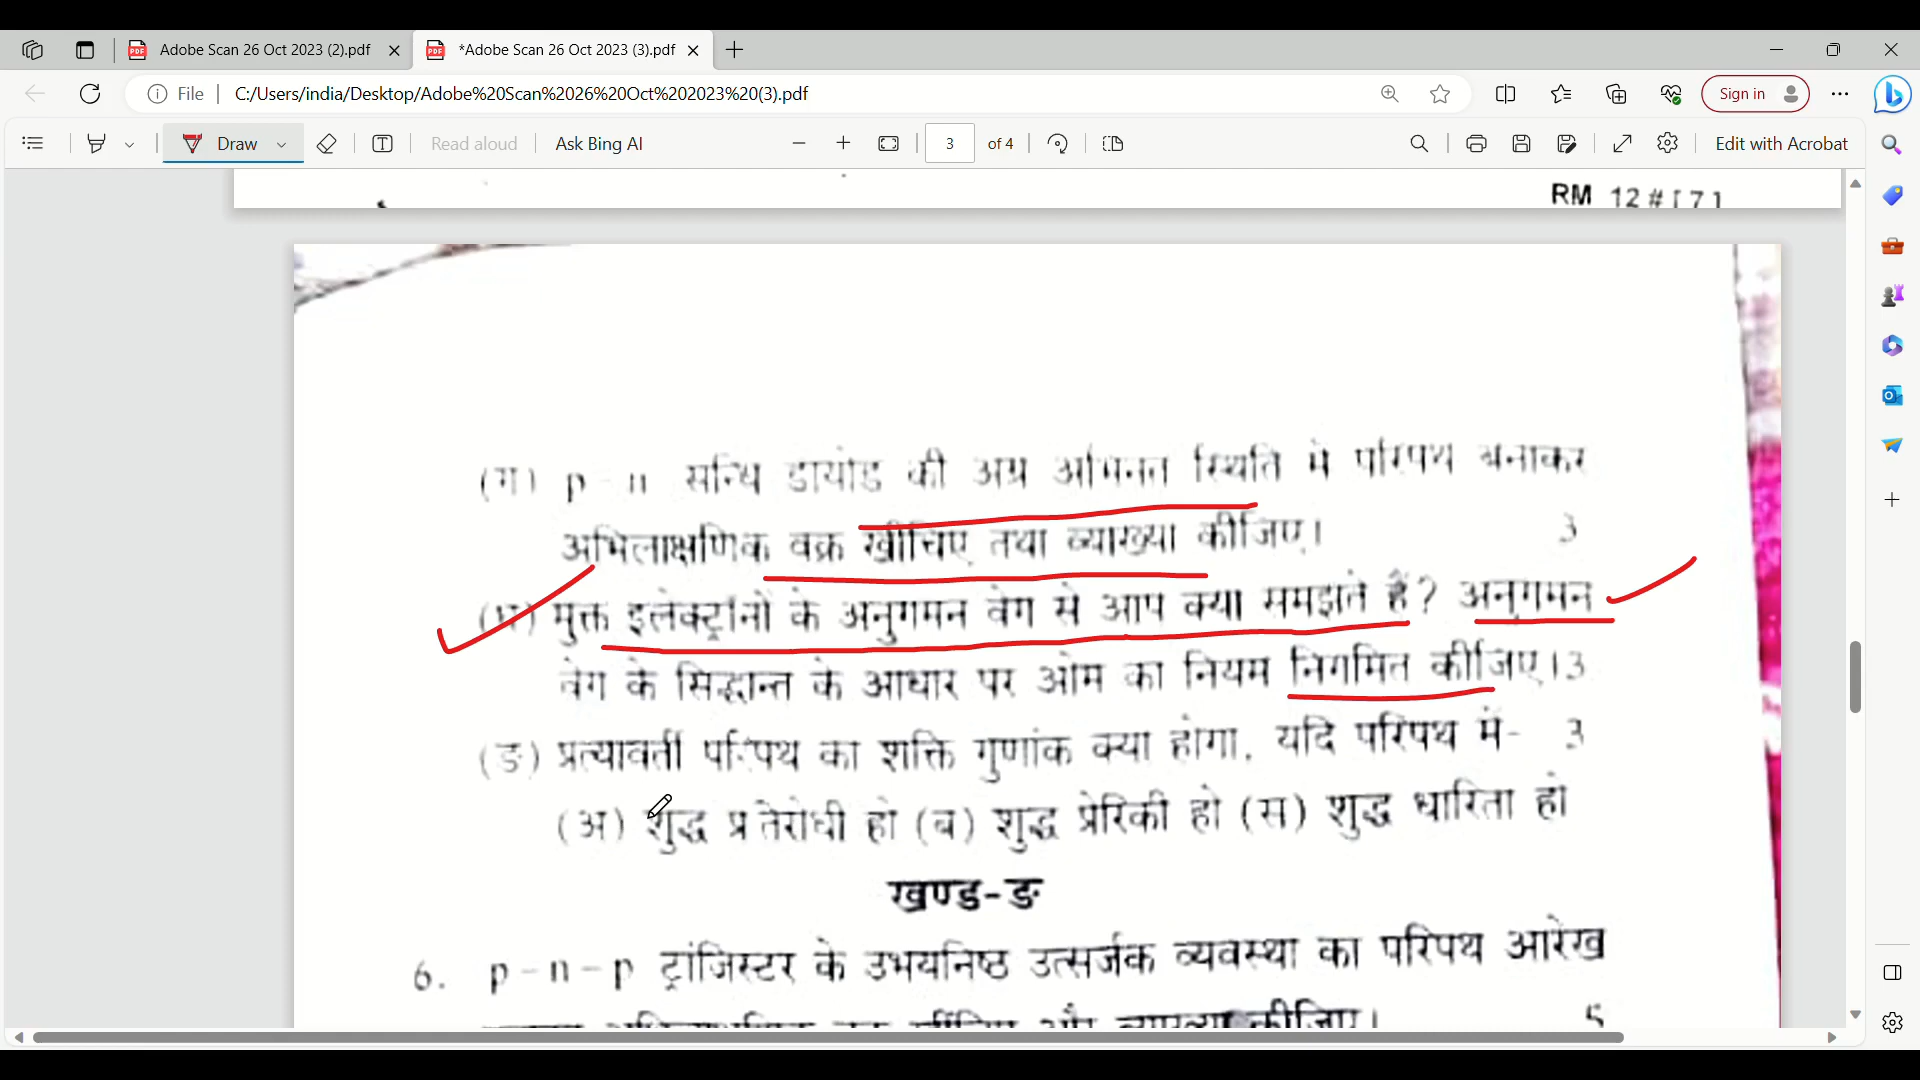 Adobe Scan 26 Oct 2023 (2).pdf
*Adobe Scan 26 Oct 2023 (3).pdf
File
C:/Users/india/Desktop/Adobe%20Scan%2026%20Oct%202023%20(3).pdf
Sign in
Draw
Read aloud
Ask Bing AI
3 of 4
Edit with Acrobat
RM 12 # [ 7 ]
(ग) p-n सन्धि डायोड की अग्र अभिनत स्थिति में परिपथ बनाकर
अभिलाक्षणिक वक्र खींचिए तथा व्याख्या कीजिए। 3
(घ) मुक्त इलेक्ट्रॉनों के अनुगमन वेग से आप क्या समझते हैं? अनुगमन
वेग के सिद्धान्त के आधार पर ओम का नियम निगमित कीजिए।3
(ङ) प्रत्यावर्ती परिपथ का शक्ति गुणांक क्या होगा, यदि परिपथ में- 3
(अ) शुद्ध प्रतिरोधी हो (ब) शुद्ध प्रेरिकी हो (स) शुद्ध धारिता हो
खण्ड-ङ
6. p-n-p ट्रांजिस्टर के उभयनिष्ठ उत्सर्जक व्यवस्था का परिपथ आरेख
कीजिए। 5